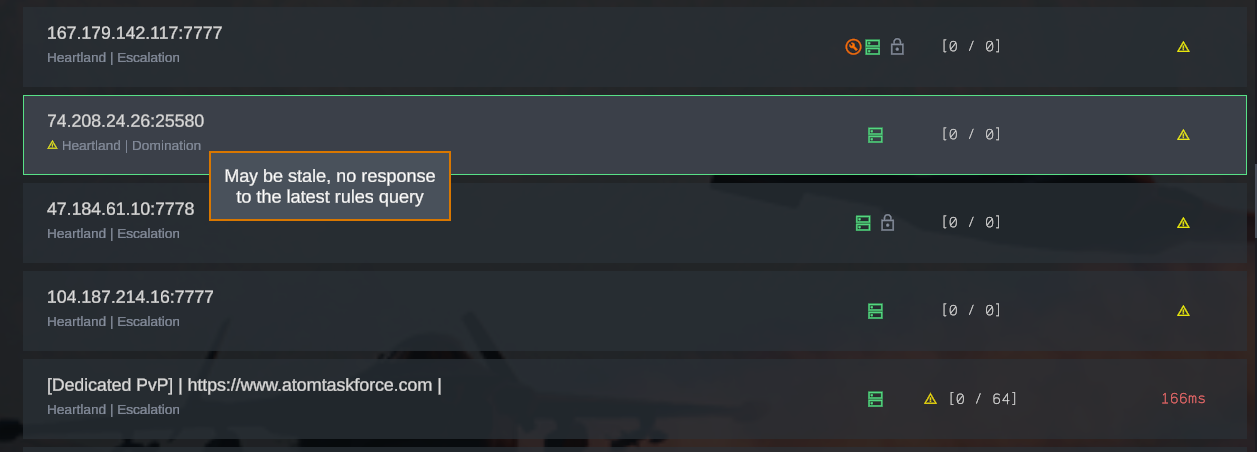 167.179.142.117:7777
Heartland | Escalation
[0 / 0]
74.208.24.26:25580
Heartland | Domination
[0 / 0]
May be stale, no response
to the latest rules query
47.184.61.10:7778
Heartland | Escalation
[0 / 0]
104.187.214.16:7777
Heartland | Escalation
[0 / 0]
[Dedicated PvP] | https://www.atomtaskforce.com |
Heartland | Escalation
[0 / 64]
166ms